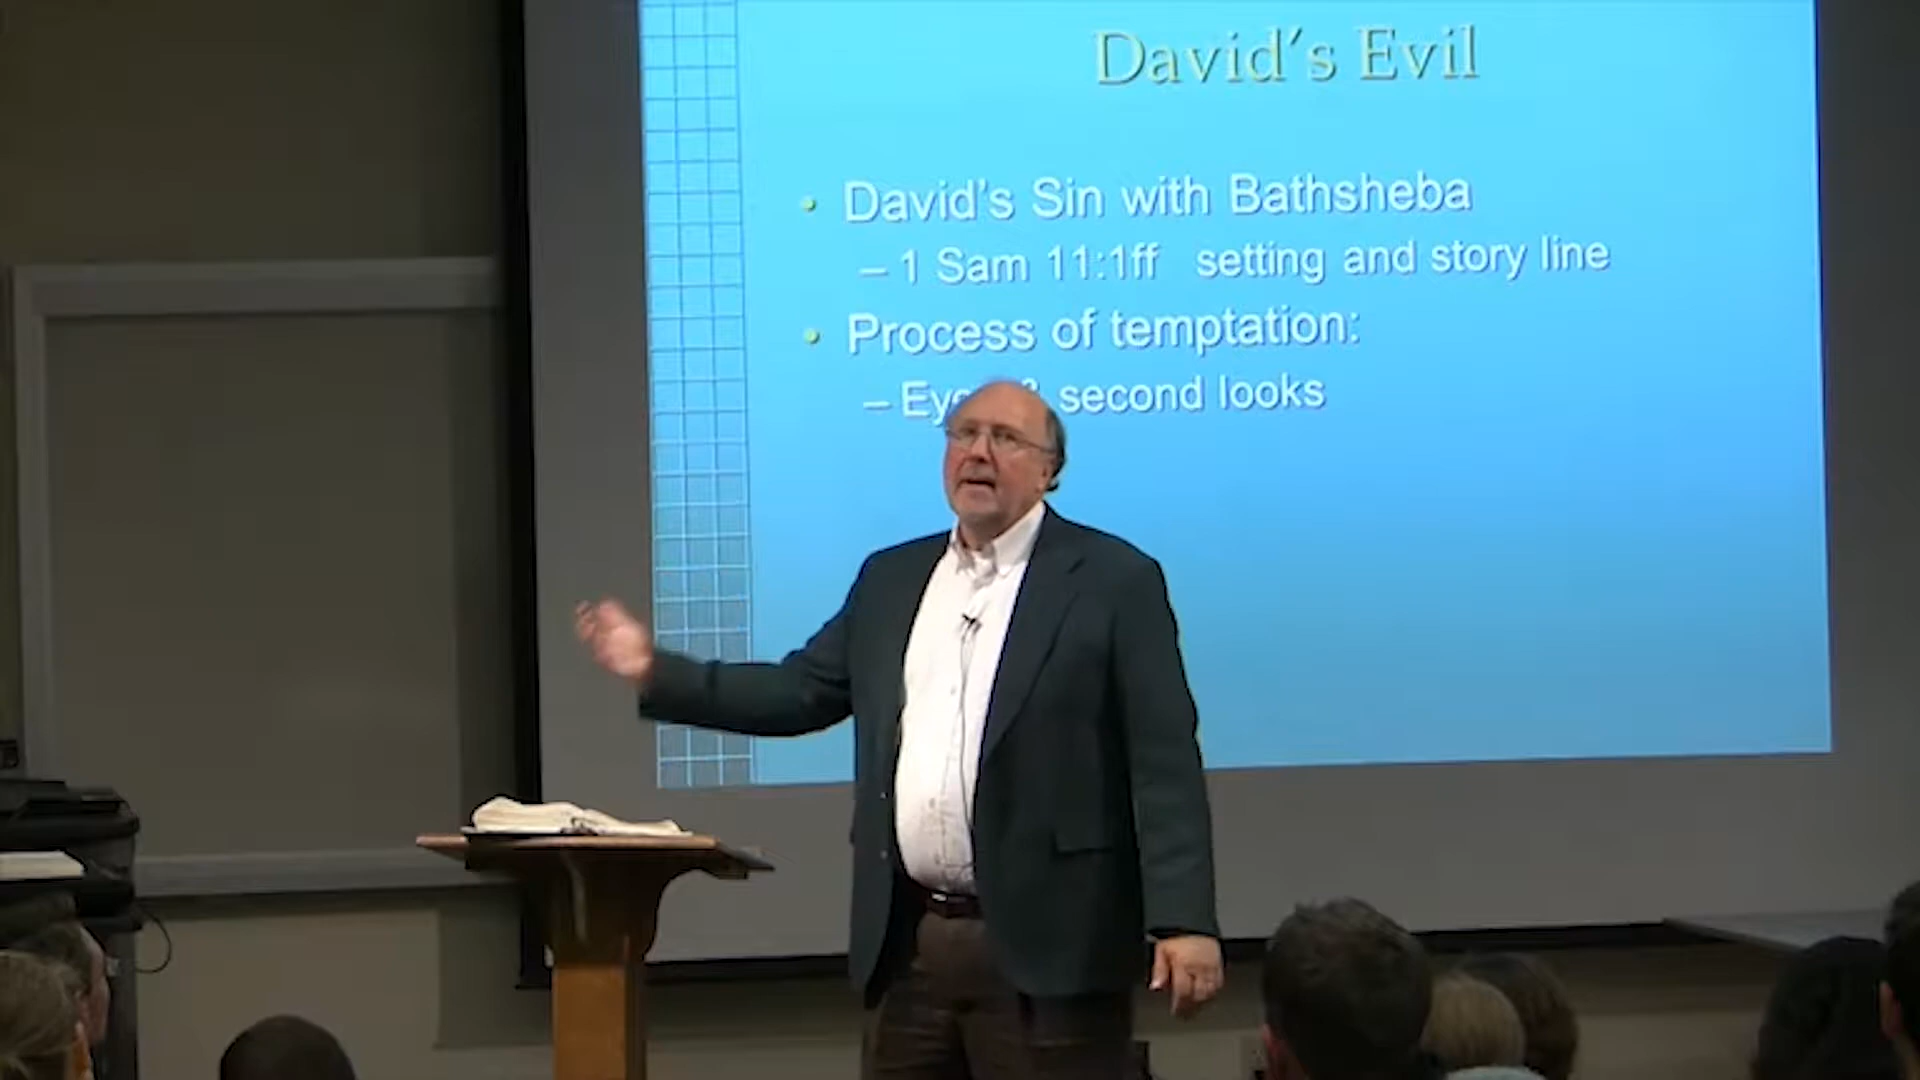 David's Evil
• David's Sin with Bathsheba
– 1 Sam 11:1ff setting and story line
• Process of temptation:
– second looks